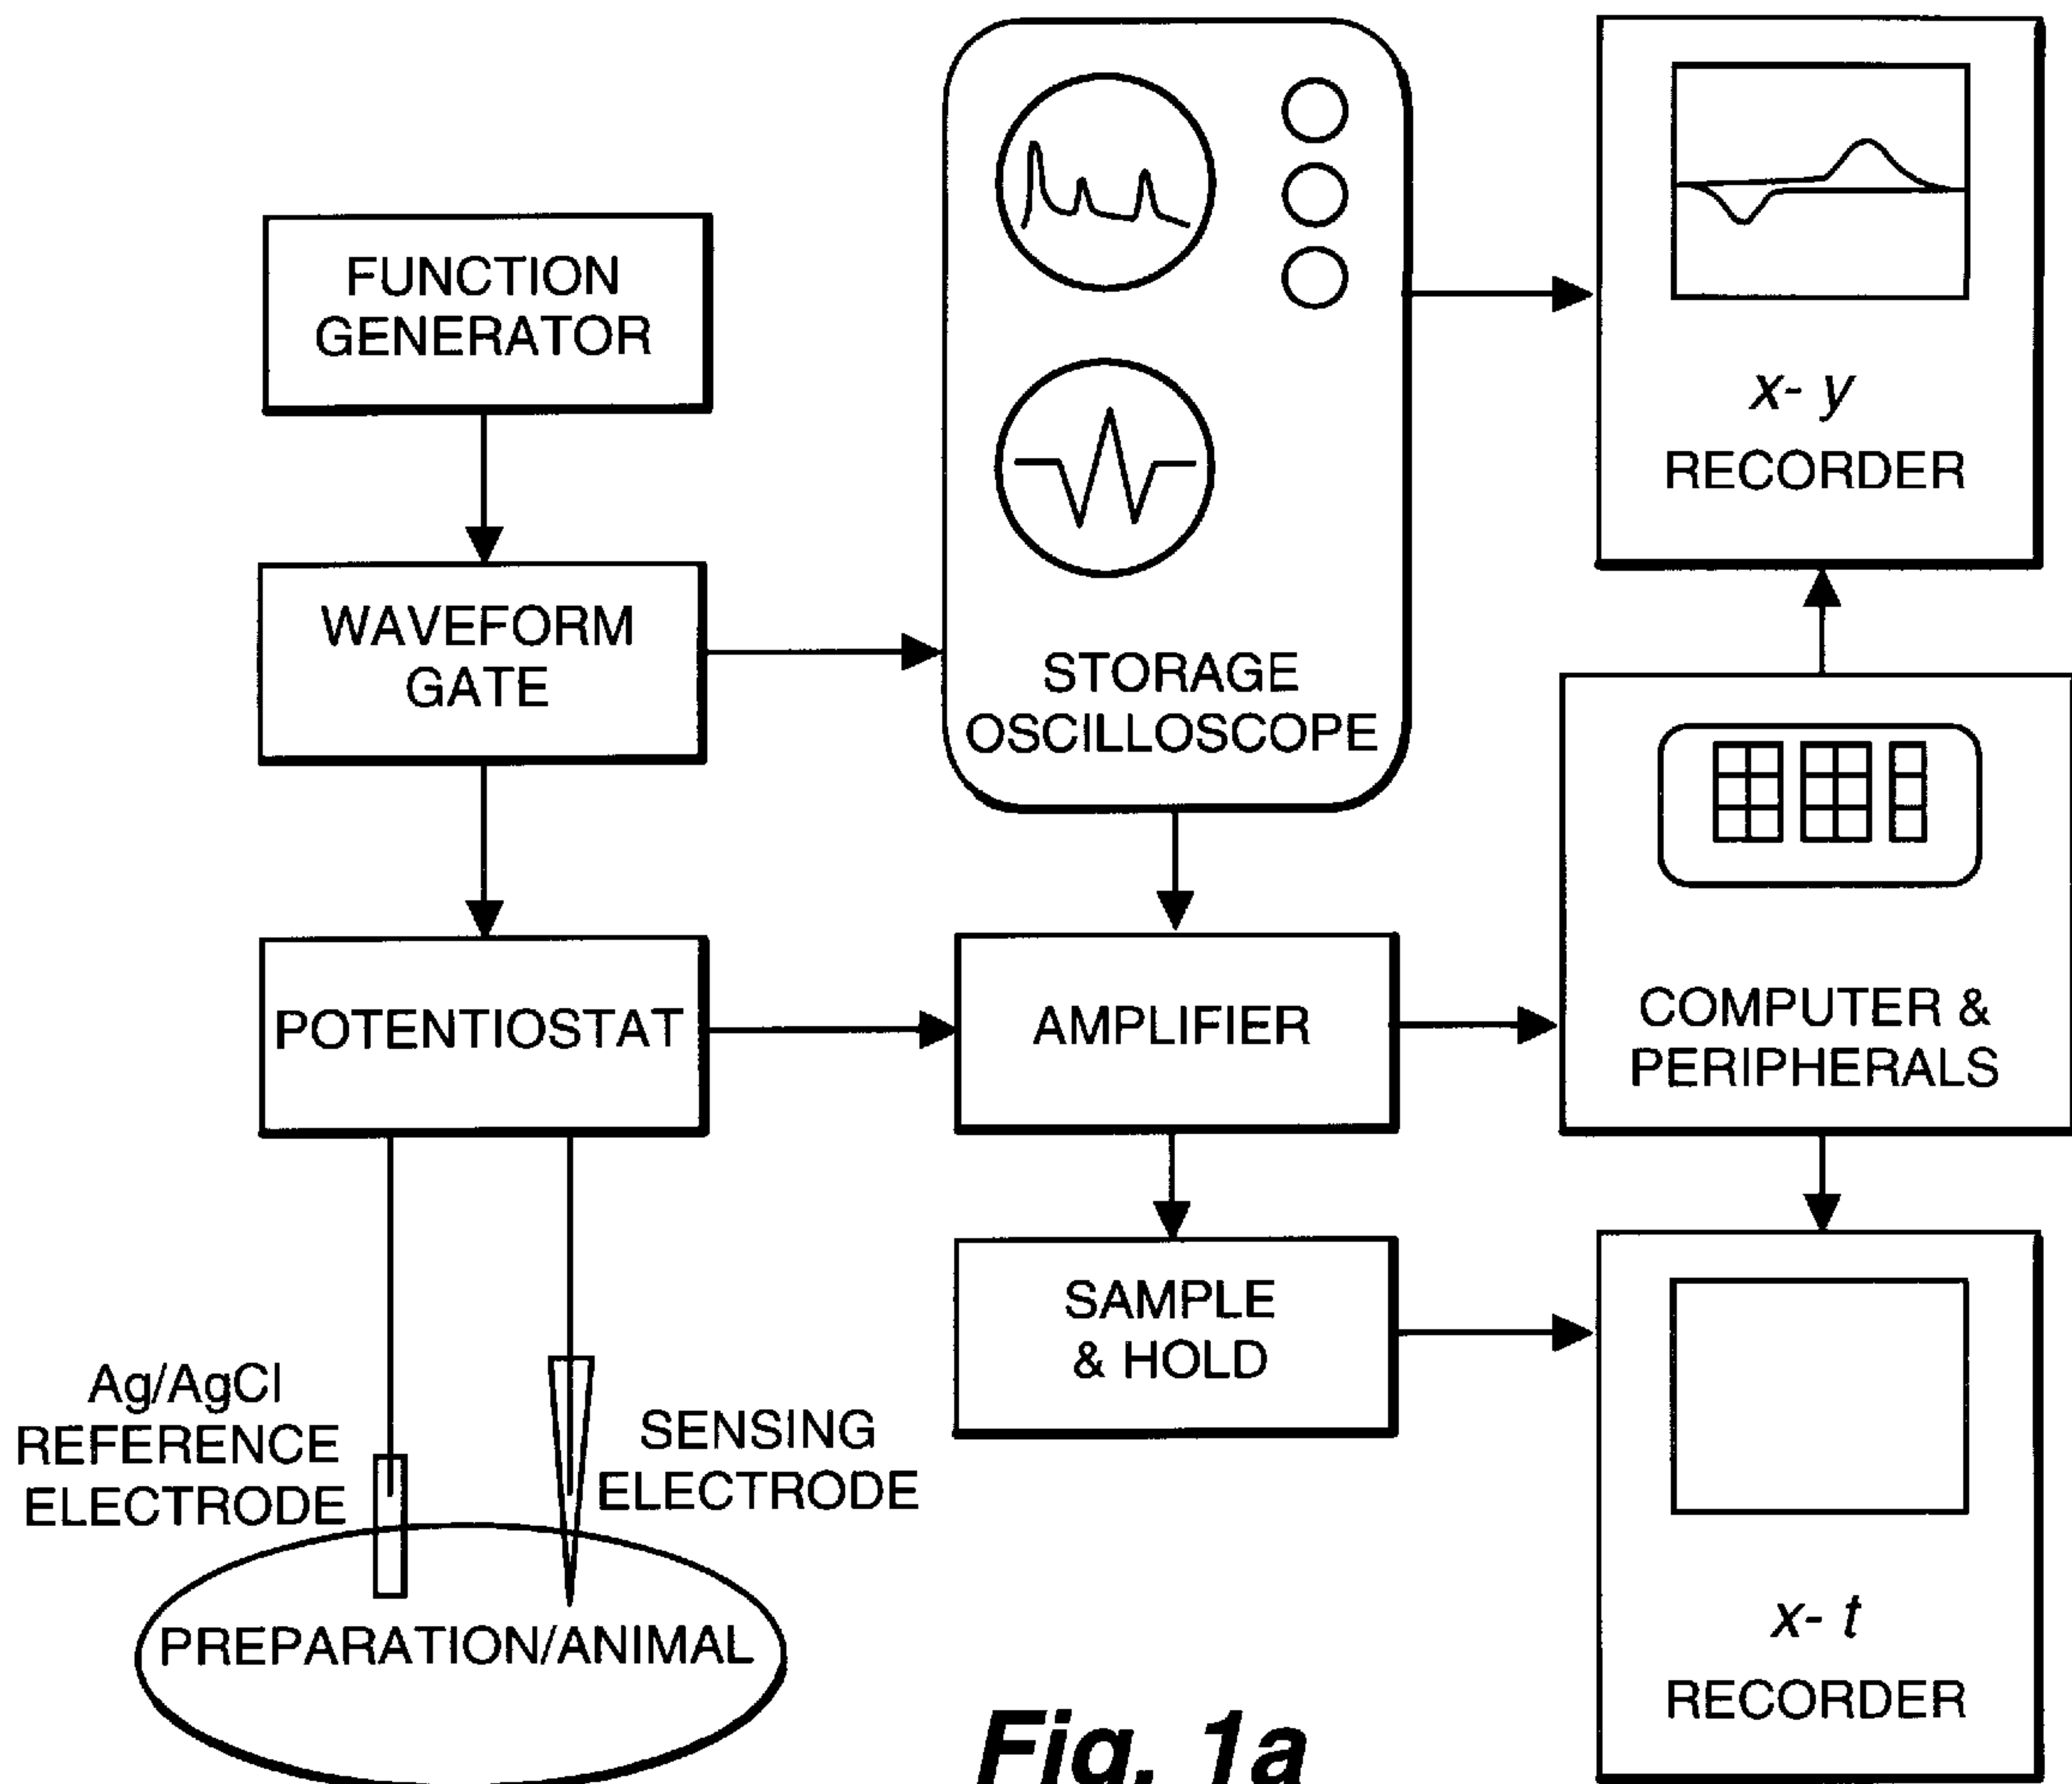 FUNCTION
GENERATOR
WAVEFORM
GATE
STORAGE
OSCILLOSCOPE
x- y
RECORDER
POTENTIOSTAT
AMPLIFIER
COMPUTER &
PERIPHERALS
SAMPLE
& HOLD
Ag/AgCl
REFERENCE
ELECTRODE
SENSING
ELECTRODE
PREPARATION/ANIMAL
x- t
RECORDER
Fig. 1a